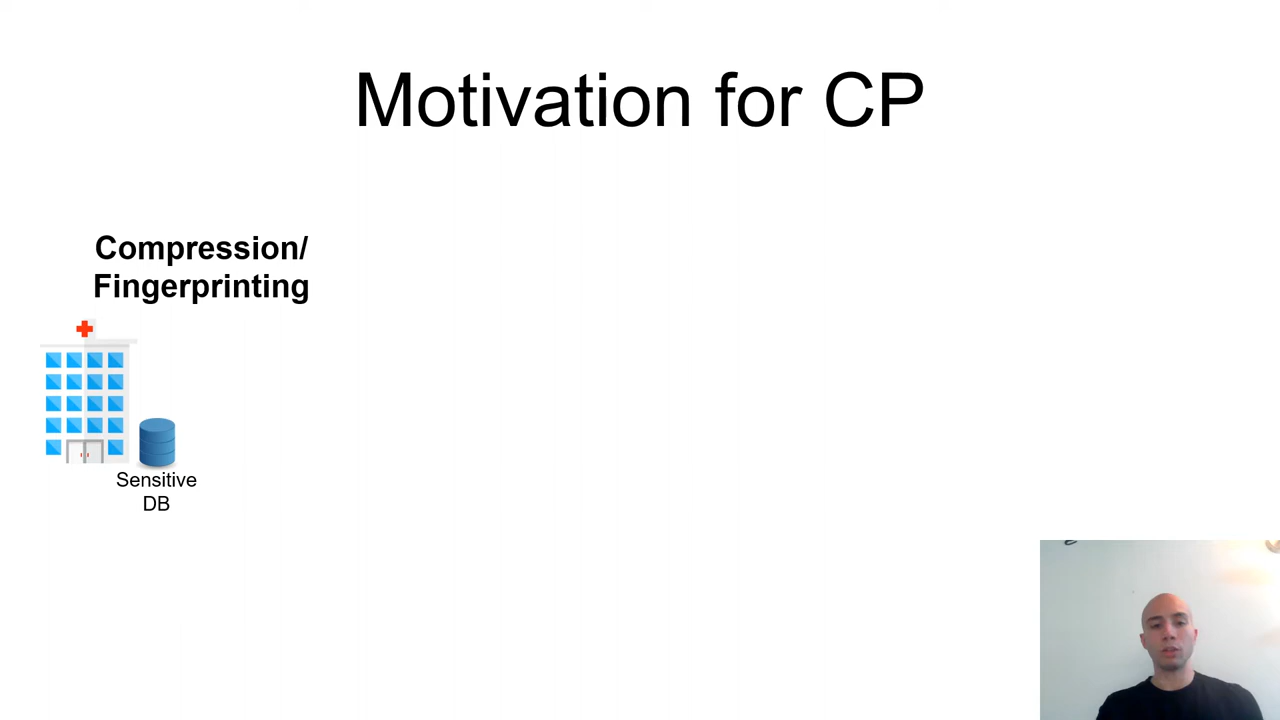 Motivation for CP
Compression/
Fingerprinting
Sensitive
DB